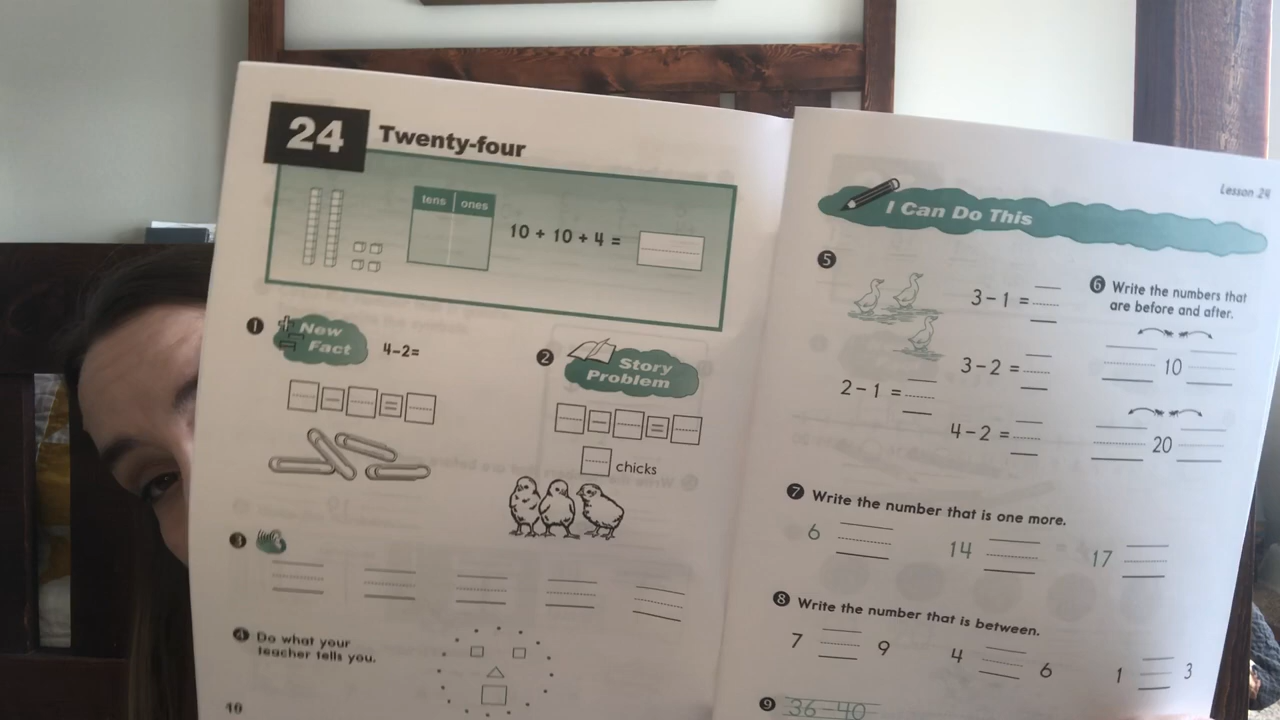 24 Twenty-four
tens ones
10 + 10 + 4 =
1 New Fact 4-2=
- =
2 Story Problem
- =
chicks
3
4 Do what your
teacher tells you.
Lesson 24
I Can Do This
5
3 - 1 =
3 - 2 =
2 - 1 =
4 - 2 =
6 Write the numbers that
are before and after.
10
20
7 Write the number that is one more.
6 14 17
8 Write the number that is between.
7 9 4 6 1 3
9 36-40